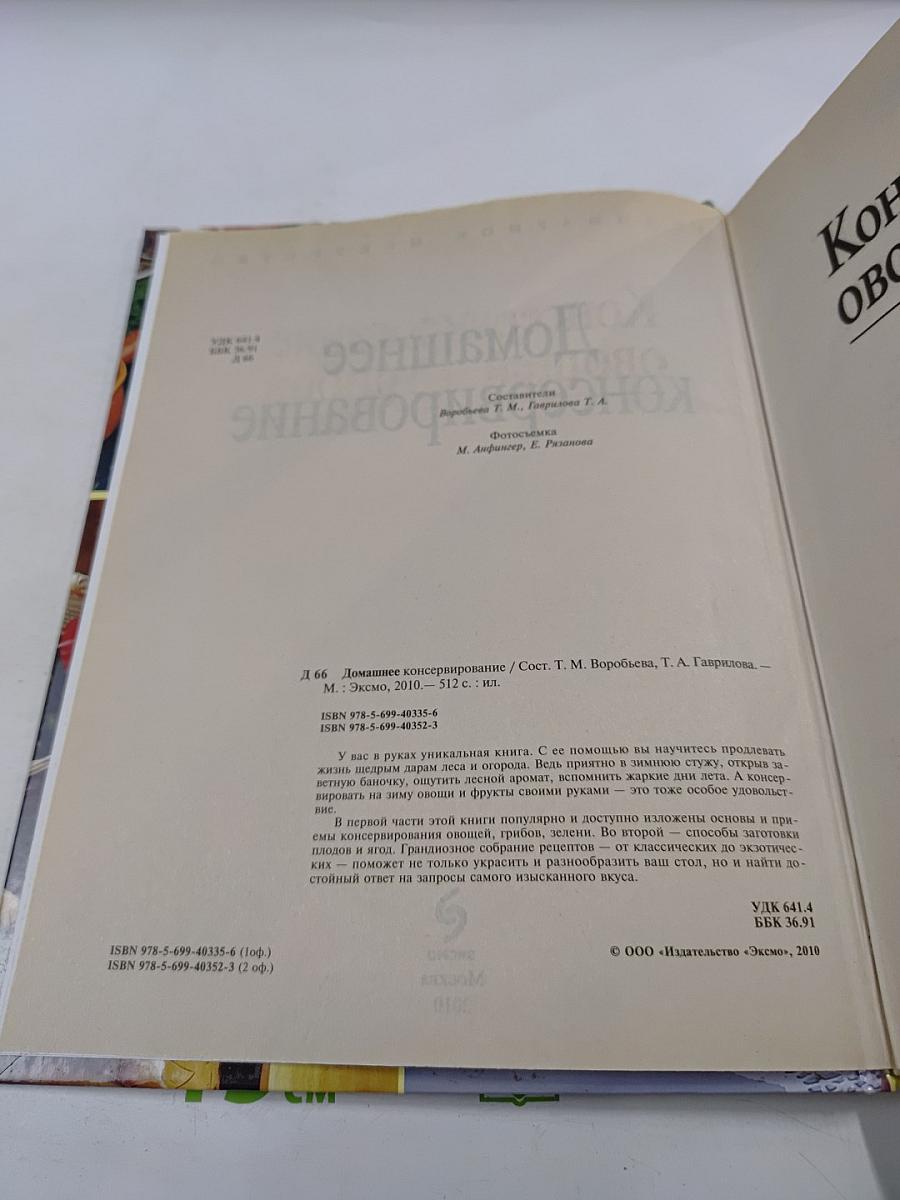 УДК 641.4
ББК 36.91
Д 66
Составители
Воробьева Т. М., Гаврилова Т. А.
Фотосъемка
М. Анфингер, Е. Рязанова
Д 66 Домашнее консервирование / Сост. Т. М. Воробьева, Т. А. Гаврилова. —
М. : Эксмо, 2010.— 512 с. : ил.
ISBN 978-5-699-40335-6
ISBN 978-5-699-40352-3
У вас в руках уникальная книга. С ее помощью вы научитесь продлевать
жизнь щедрым дарам леса и огорода. Ведь приятно в зимнюю стужу, открыв за-
ветную баночку, ощутить лесной аромат, вспомнить жаркие дни лета. А консер-
вировать на зиму овощи и фрукты своими руками — это тоже особое удовольст-
вие.
В первой части этой книги популярно и доступно изложены основы и при-
емы консервирования овощей, грибов, зелени. Во второй — способы заготовки
плодов и ягод. Грандиозное собрание рецептов — от классических до экзотичес-
ких — поможет не только украсить и разнообразить ваш стол, но и найти до-
стойный ответ на запросы самого изысканного вкуса.
УДК 641.4
ББК 36.91
ISBN 978-5-699-40335-6 (1оф.)
ISBN 978-5-699-40352-3 (2 оф.)
© ООО «Издательство «Эксмо», 2010
Кон
ово
см